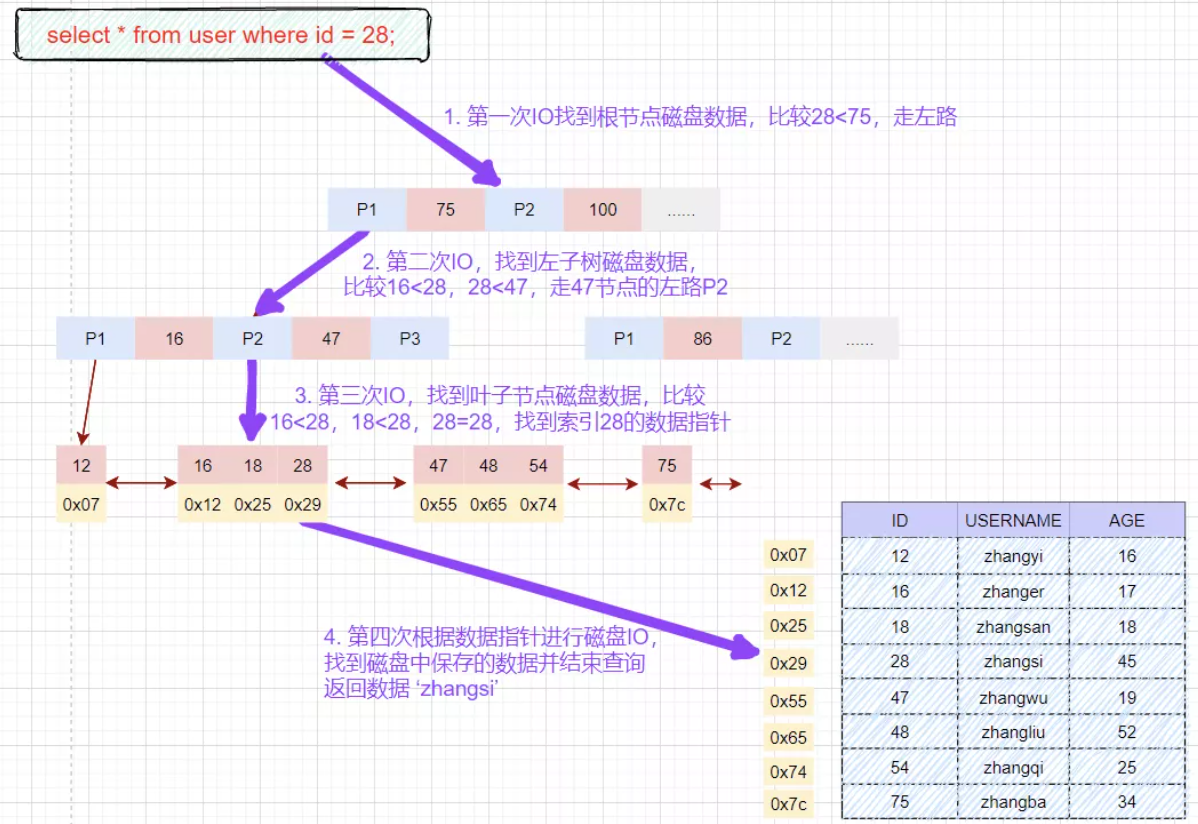 select * from user where id = 28;
1. 第一次IO找到根节点磁盘数据，比较28<75，走左路
P1 75 P2 100 ......
2. 第二次IO，找到左子树磁盘数据，
比较16<28，28<47，走47节点的左路P2
P1 16 P2 47 P3 P1 86 P2 ......
3. 第三次IO，找到叶子节点磁盘数据，比较
16<28，18<28，28=28，找到索引28的数据指针
12 16 18 28 47 48 54 75
0x07 0x12 0x25 0x29 0x55 0x65 0x74 0x7c
4. 第四次根据数据指针进行磁盘IO，
找到磁盘中保存的数据并结束查询
返回数据 ‘zhangsi’
ID USERNAME AGE
0x07 12 zhangyi 16
0x12 16 zhanger 17
0x25 18 zhangsan 18
0x29 28 zhangsi 45
0x55 47 zhangwu 19
0x65 48 zhangliu 52
0x74 54 zhangqi 25
0x7c 75 zhangba 34